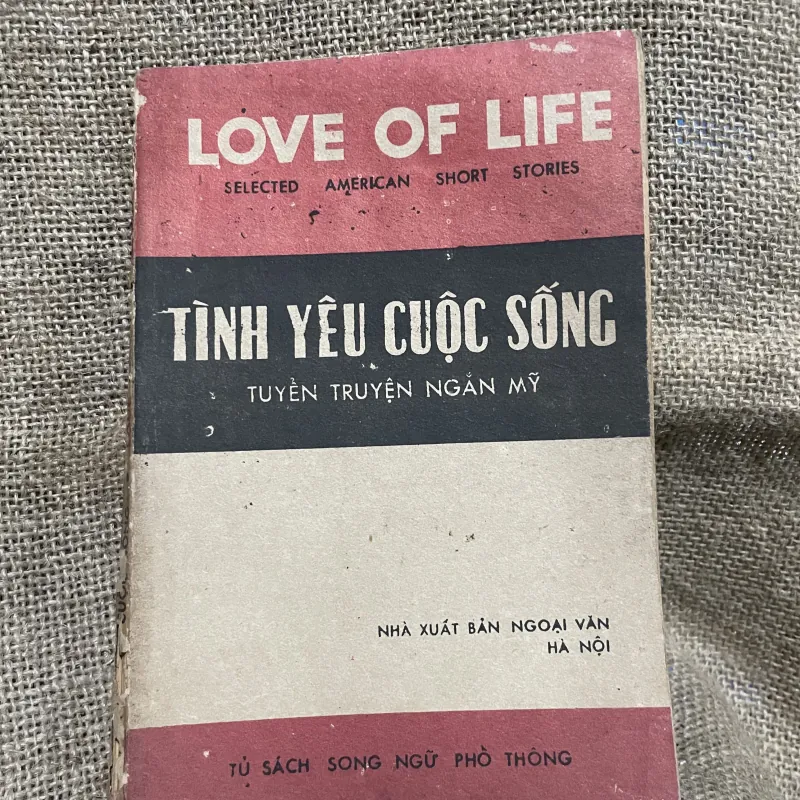 LOVE OF LIFE
SELECTED AMERICAN SHORT STORIES
TÌNH YÊU CUỘC SỐNG
TUYỂN TRUYỆN NGẮN MỸ
NHÀ XUẤT BẢN NGOẠI VĂN
HÀ NỘI
TỦ SÁCH SONG NGỮ PHỔ THÔNG